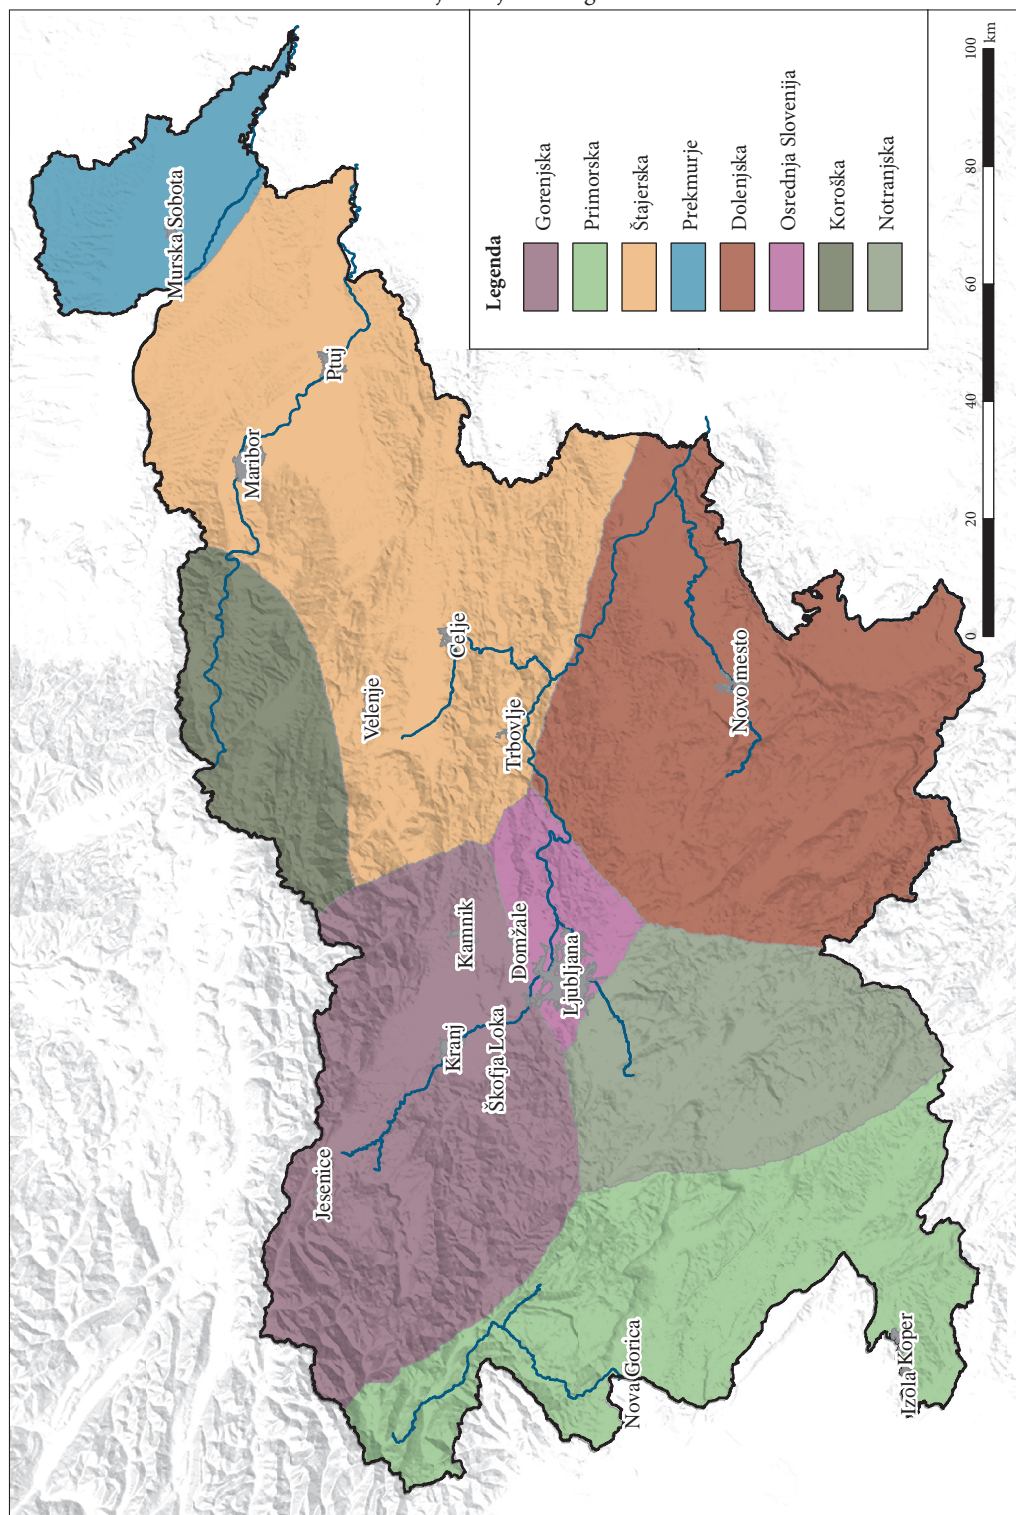 Murska Sobota
Maribor
Ptuj
Jesenice
Velenje
Kranj
Kamnik
Celje
Škofja Loka
Domžale
Trbovlje
Ljubljana
Nova Gorica
Novo mesto
Izola Koper
Legenda
Gorenjska
Primorska
Štajerska
Prekmurje
Dolenjska
Osrednja Slovenija
Koroška
Notranjska
0 20 40 60 80 100
km